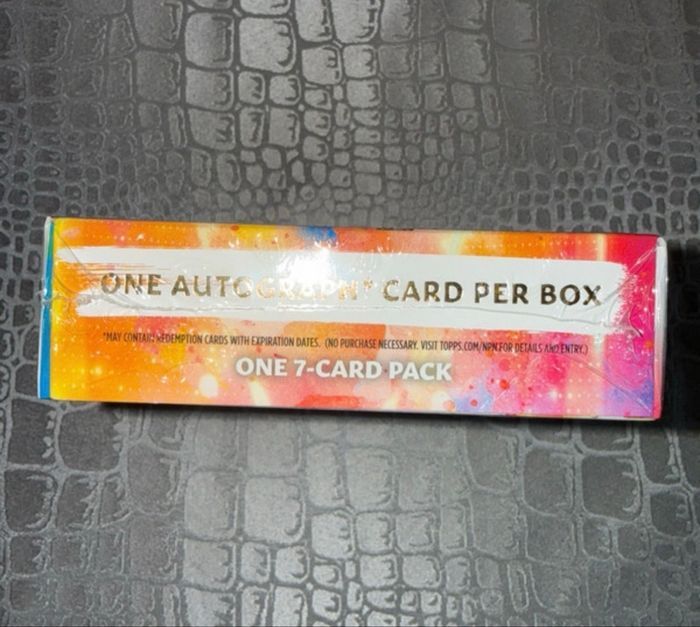 ONE AUTOGRAPH* CARD PER BOX
*MAY CONTAIN REDEMPTION CARDS WITH EXPIRATION DATES. (NO PURCHASE NECESSARY. VISIT TOPPS.COM/NPN FOR DETAILS AND ENTRY.)
ONE 7-CARD PACK